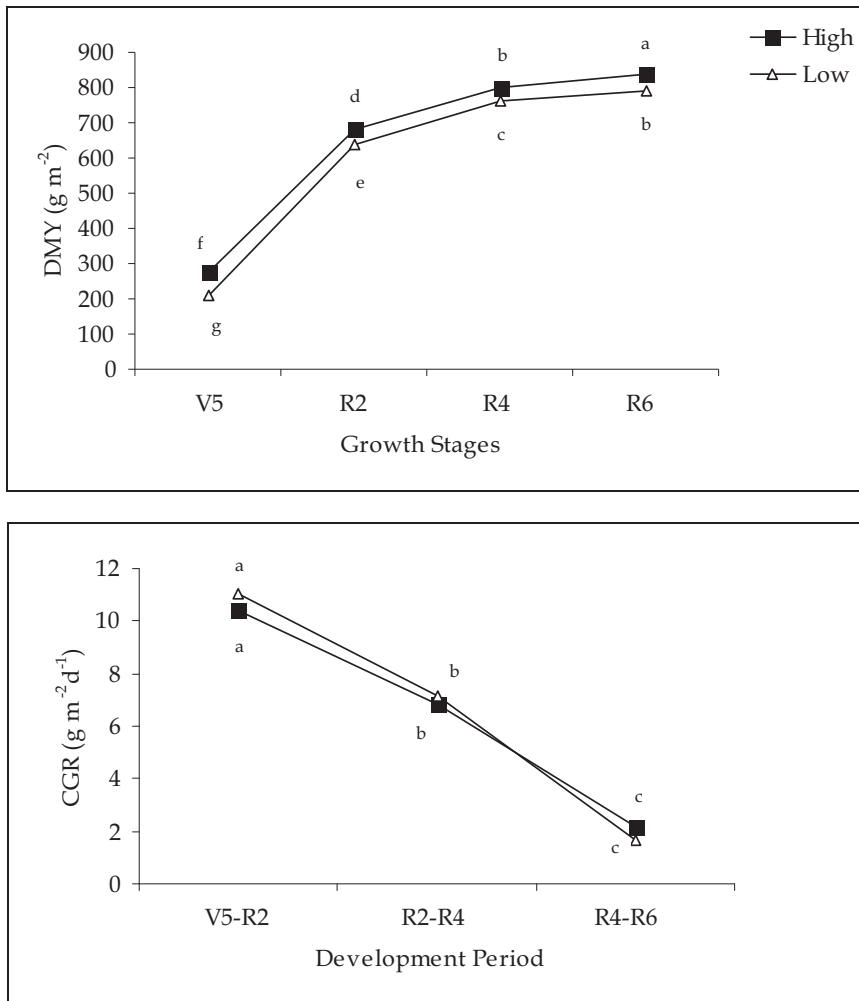 High
Low
900
800
700
600
500
400
300
200
100
0
DMY (g m⁻²)
a
b
d
b
c
e
f
g
V5 R2 R4 R6
Growth Stages
12
10
8
6
4
2
0
CGR (g m⁻²d⁻¹)
a
a
b
b
c
c
V5-R2 R2-R4 R4-R6
Development Period